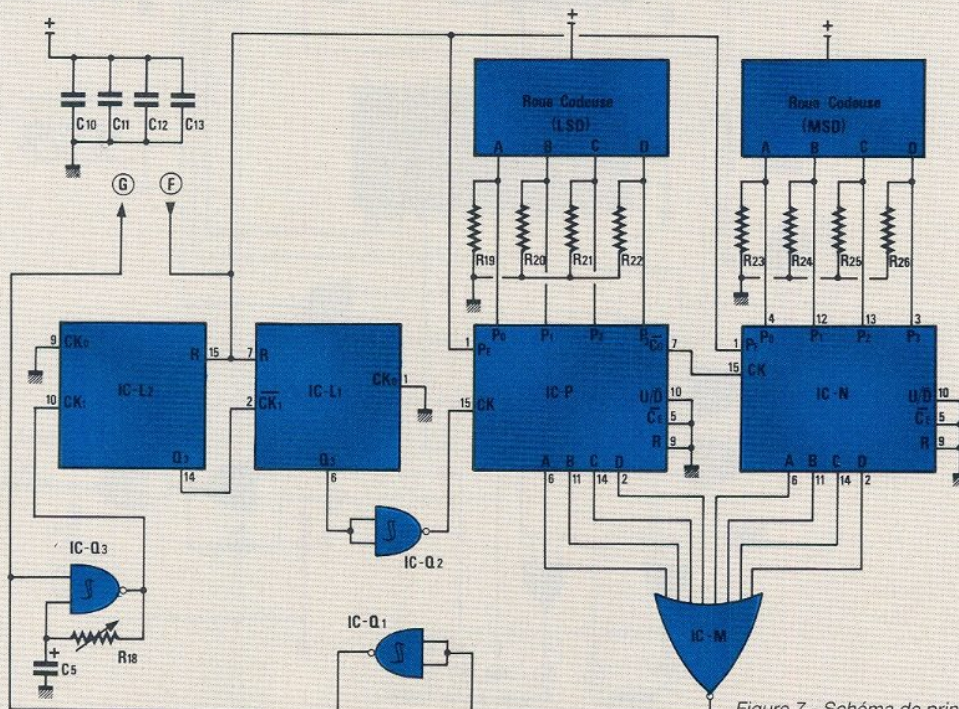 +
+
+
C10
C11
C12
C13
G
F
Roue Codeuse
(LSD)
A B C D
Roue Codeuse
(MSD)
A B C D
R19
R20
R21
R22
R23
R24
R25
R26
9
CK0
10
CK1
IC-L2
R
15
Q3
14
7
R
2
CK1
IC-L1
CK0
1
Q3
6
P0 P1 P2 P3
1
PE
15
CK
IC-P
C0
7
U/D
10
CE
5
R
9
A B C D
6 11 14 2
4 12 13 3
P0 P1 P2 P3
1
15
CK
IC-N
U/D
10
CE
5
R
9
A B C D
6 11 14 2
IC-Q3
IC-Q2
R18
+
C5
IC-Q1
IC-M
Figure 7 - Schéma de prin